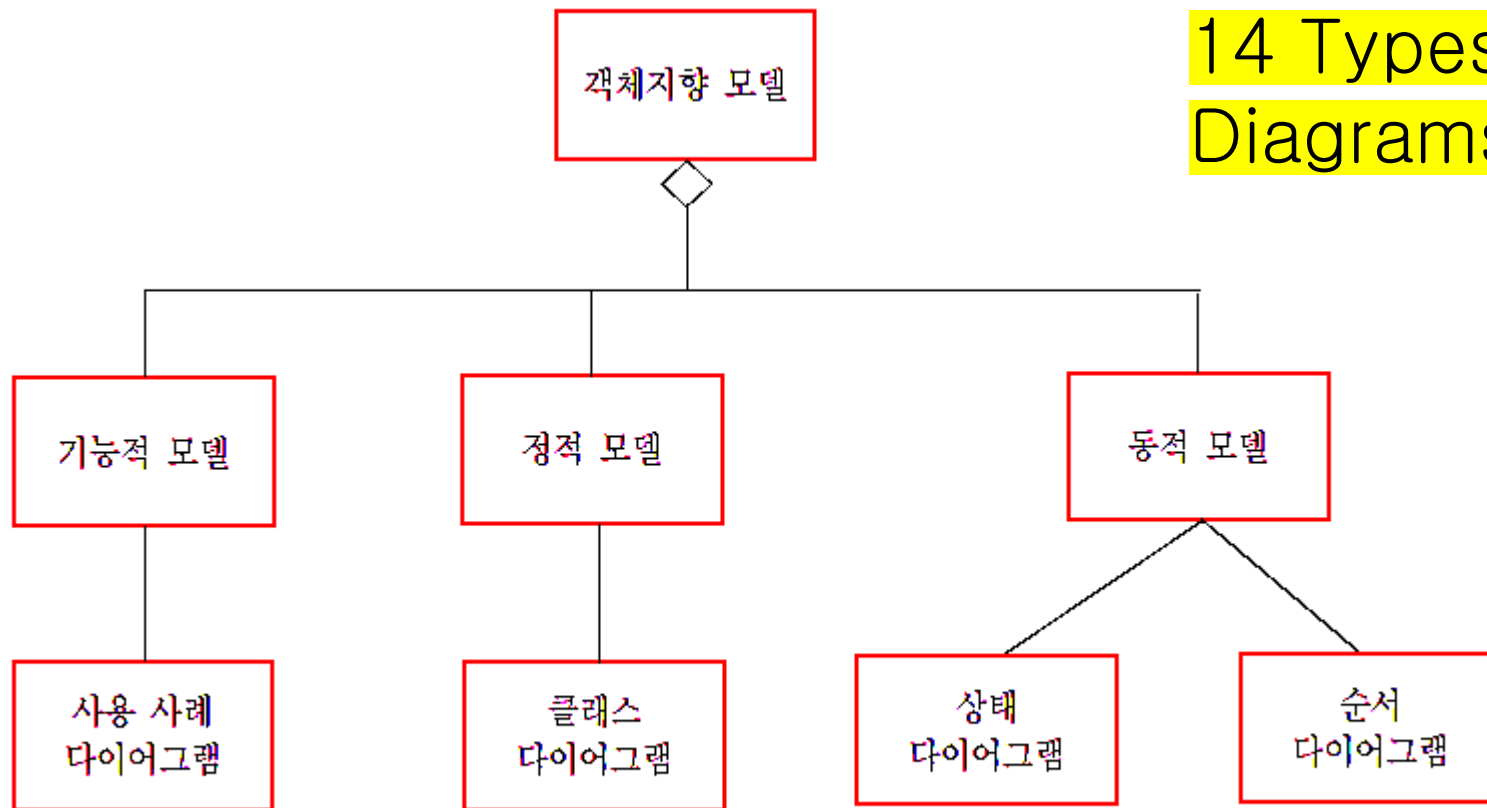 14 Types
Diagrams
객체지향 모델
기능적 모델
정적 모델
동적 모델
사용 사례
다이어그램
클래스
다이어그램
상태
다이어그램
순서
다이어그램